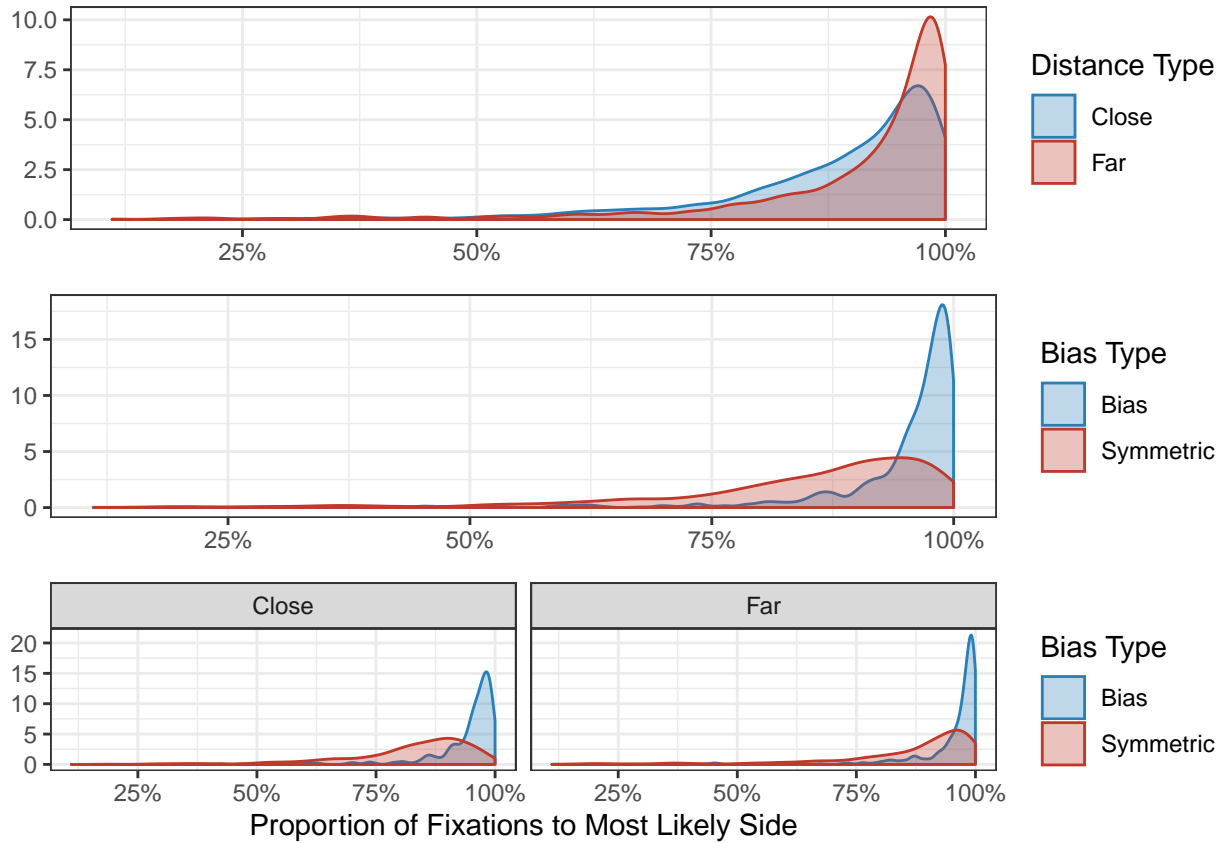 10.0
7.5
5.0
2.5
0.0
25% 50% 75% 100%
Distance Type
Close
Far
15
10
5
0
25% 50% 75% 100%
Bias Type
Bias
Symmetric
Close Far
20
15
10
5
0
25% 50% 75% 100% 25% 50% 75% 100%
Proportion of Fixations to Most Likely Side
Bias Type
Bias
Symmetric